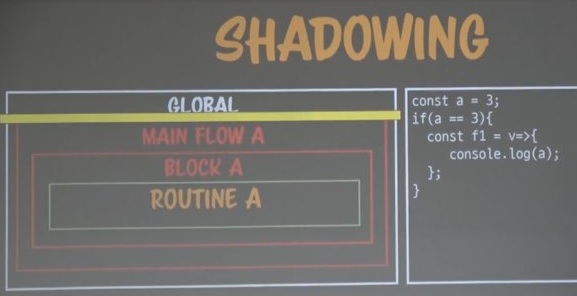 SHADOWING
GLOBAL
MAIN FLOW A
BLOCK A
ROUTINE A
const a = 3;
if(a == 3){
const f1 = v=>{
console.log(a);
};
}